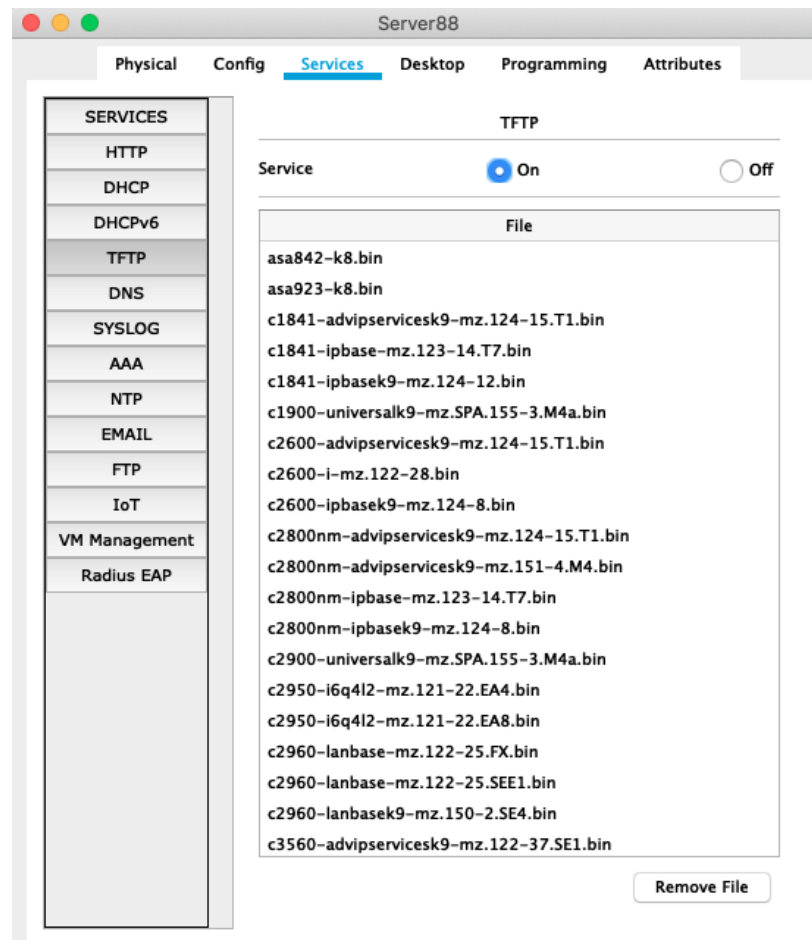 Server88
Physical Config Services Desktop Programming Attributes
SERVICES
HTTP
DHCP
DHCPv6
TFTP
DNS
SYSLOG
AAA
NTP
EMAIL
FTP
IoT
VM Management
Radius EAP
TFTP
Service On Off
File
asa842-k8.bin
asa923-k8.bin
c1841-advipservicesk9-mz.124-15.T1.bin
c1841-ipbase-mz.123-14.T7.bin
c1841-ipbasek9-mz.124-12.bin
c1900-universalk9-mz.SPA.155-3.M4a.bin
c2600-advipservicesk9-mz.124-15.T1.bin
c2600-i-mz.122-28.bin
c2600-ipbasek9-mz.124-8.bin
c2800nm-advipservicesk9-mz.124-15.T1.bin
c2800nm-advipservicesk9-mz.151-4.M4.bin
c2800nm-ipbase-mz.123-14.T7.bin
c2800nm-ipbasek9-mz.124-8.bin
c2900-universalk9-mz.SPA.155-3.M4a.bin
c2950-i6q4l2-mz.121-22.EA4.bin
c2950-i6q4l2-mz.121-22.EA8.bin
c2960-lanbase-mz.122-25.FX.bin
c2960-lanbase-mz.122-25.SEE1.bin
c2960-lanbasek9-mz.150-2.SE4.bin
c3560-advipservicesk9-mz.122-37.SE1.bin
Remove File